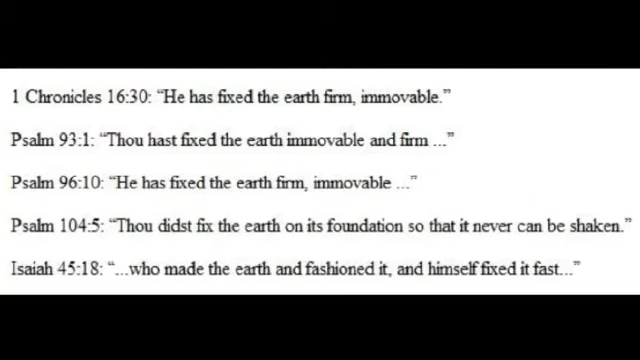 1 Chronicles 16:30: “He has fixed the earth firm, immovable.”
Psalm 93:1: “Thou hast fixed the earth immovable and firm ...”
Psalm 96:10: “He has fixed the earth firm, immovable ...”
Psalm 104:5: “Thou didst fix the earth on its foundation so that it never can be shaken.”
Isaiah 45:18: “...who made the earth and fashioned it, and himself fixed it fast...”